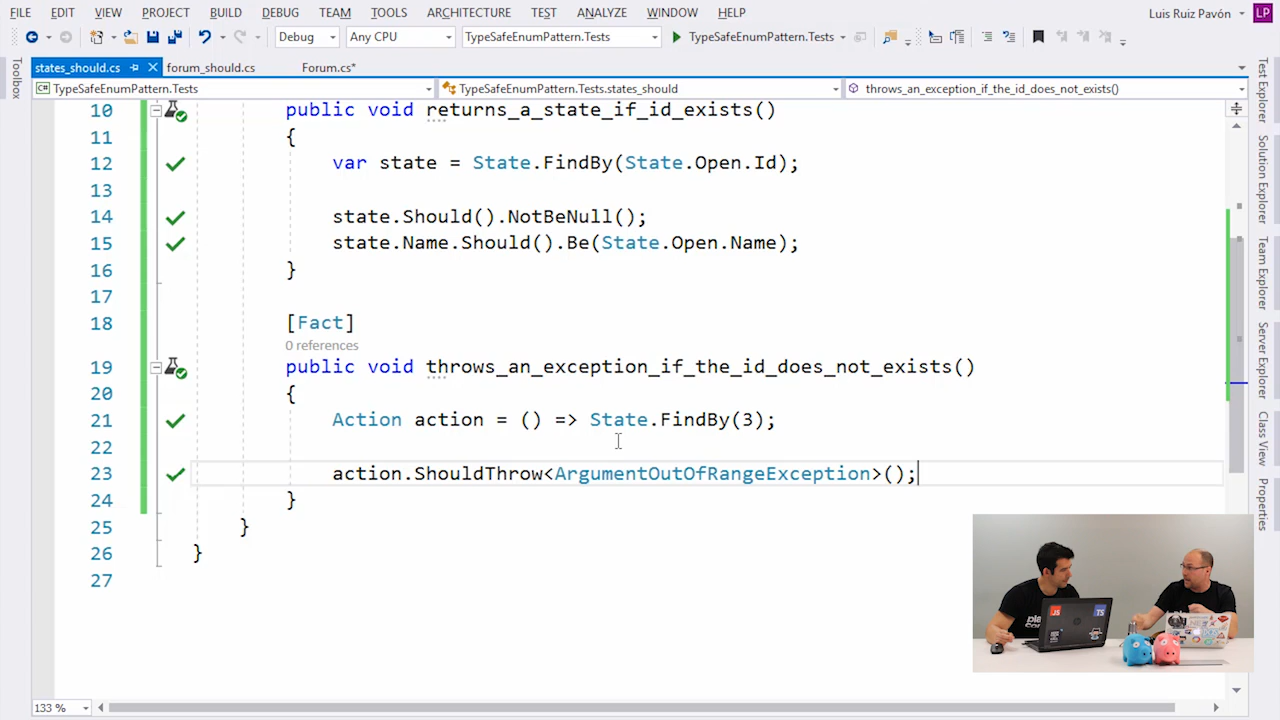 FILE EDIT VIEW PROJECT BUILD DEBUG TEAM TOOLS ARCHITECTURE TEST ANALYZE WINDOW HELP Luis Ruiz Pavón LP
Debug Any CPU TypeSafeEnumPattern.Tests TypeSafeEnumPattern.Tests
states_should.cs forum_should.cs Forum.cs*
TypeSafeEnumPattern.Tests TypeSafeEnumPattern.Tests.states_should throws_an_exception_if_the_id_does_not_exists()
Toolbox
10 public void returns_a_state_if_id_exists()
11 {
12 var state = State.FindBy(State.Open.Id);
13
14 state.Should().NotBeNull();
15 state.Name.Should().Be(State.Open.Name);
16 }
17
18 [Fact]
0 references
19 public void throws_an_exception_if_the_id_does_not_exists()
20 {
21 Action action = () => State.FindBy(3);
22
23 action.ShouldThrow<ArgumentOutOfRangeException>();
24 }
25 }
26 }
27
133 %
Test Explorer
Solution Explorer
Team Explorer
Server Explorer
Class View
Properties
JS
TS